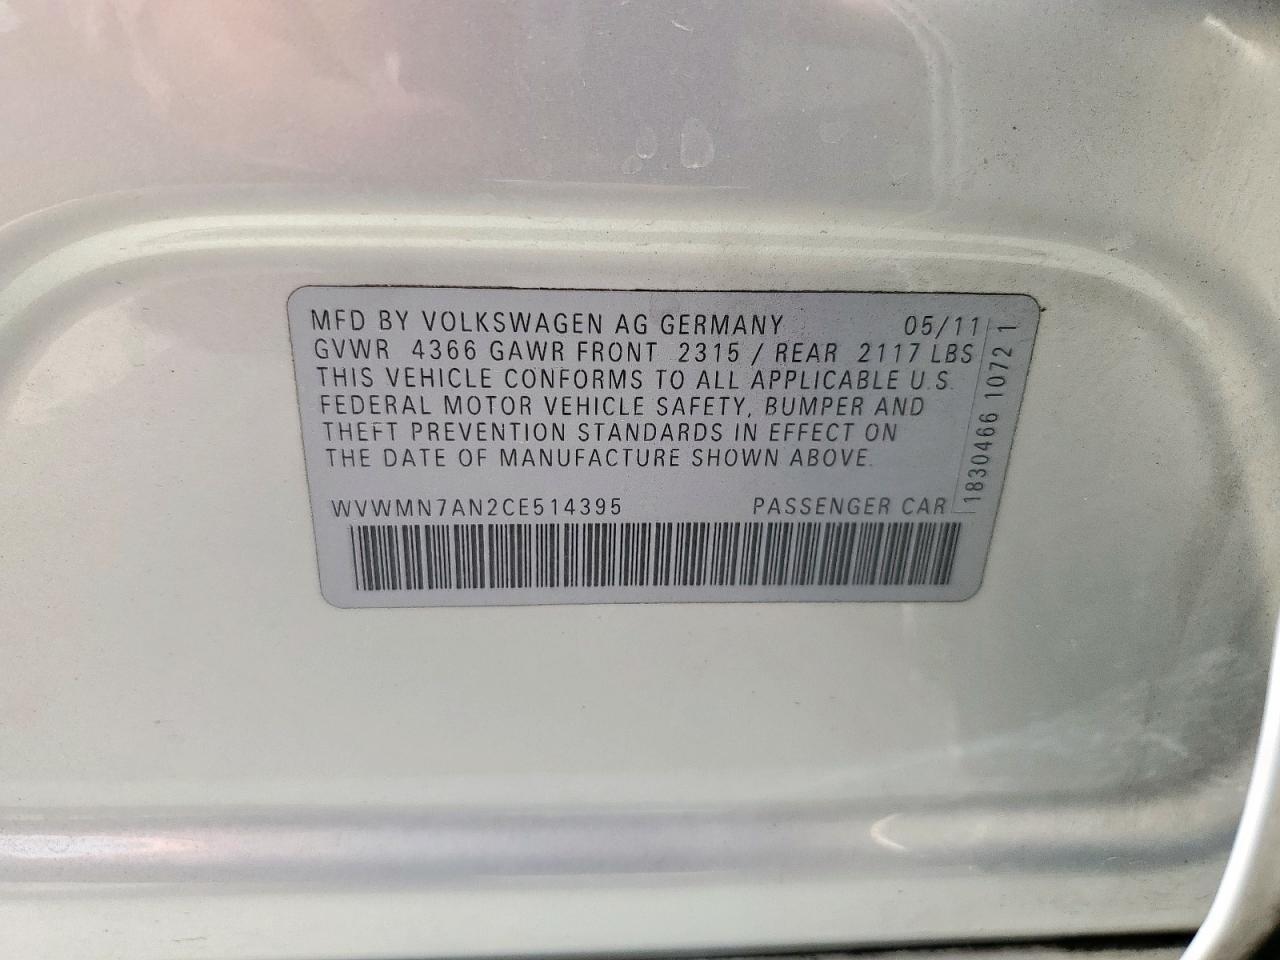 MFD BY VOLKSWAGEN AG GERMANY 05/11
GVWR 4366 GAWR FRONT 2315 / REAR 2117 LBS
THIS VEHICLE CONFORMS TO ALL APPLICABLE U.S.
FEDERAL MOTOR VEHICLE SAFETY, BUMPER AND
THEFT PREVENTION STANDARDS IN EFFECT ON
THE DATE OF MANUFACTURE SHOWN ABOVE.
WVWMN7AN2CE514395 PASSENGER CAR
1830466 1072 1